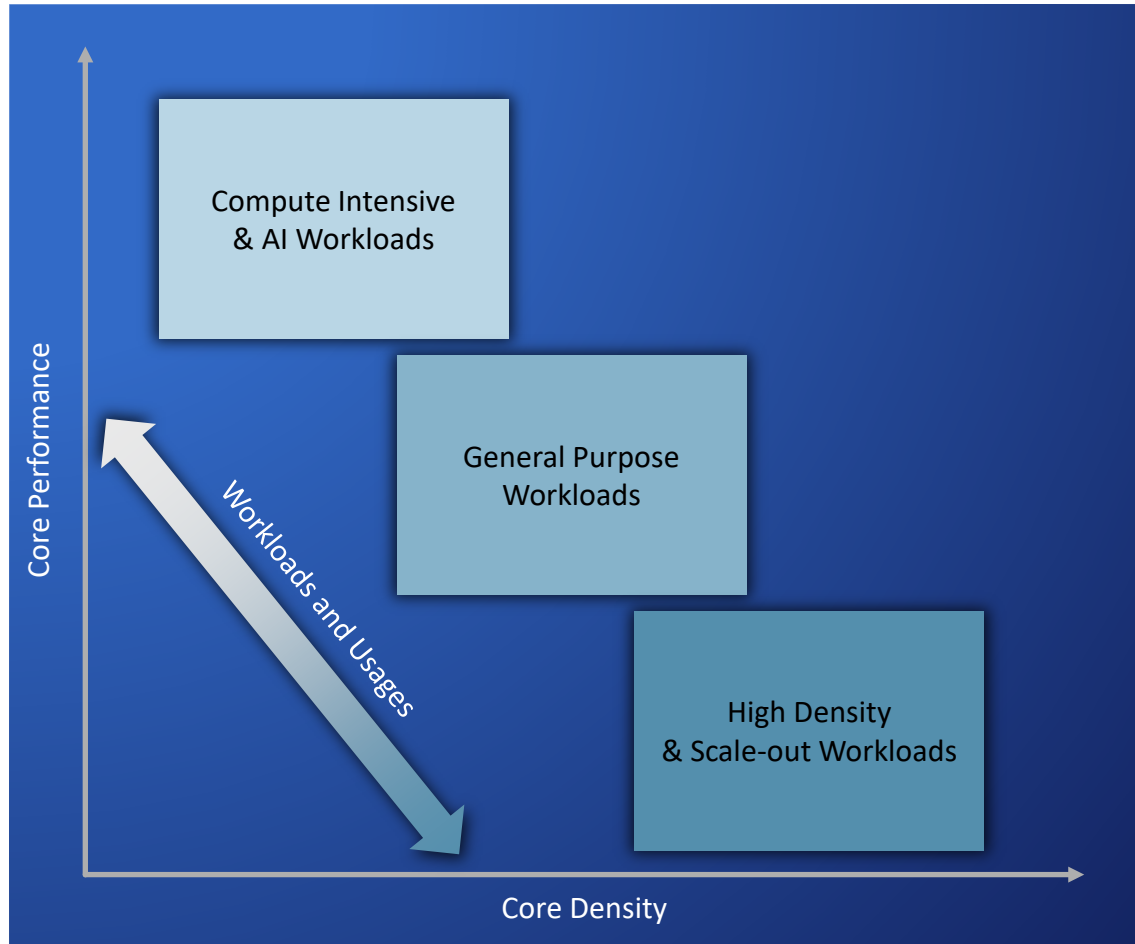 Compute Intensive
& AI Workloads
General Purpose
Workloads
High Density
& Scale-out Workloads
Workloads and Usages
Core Performance
Core Density